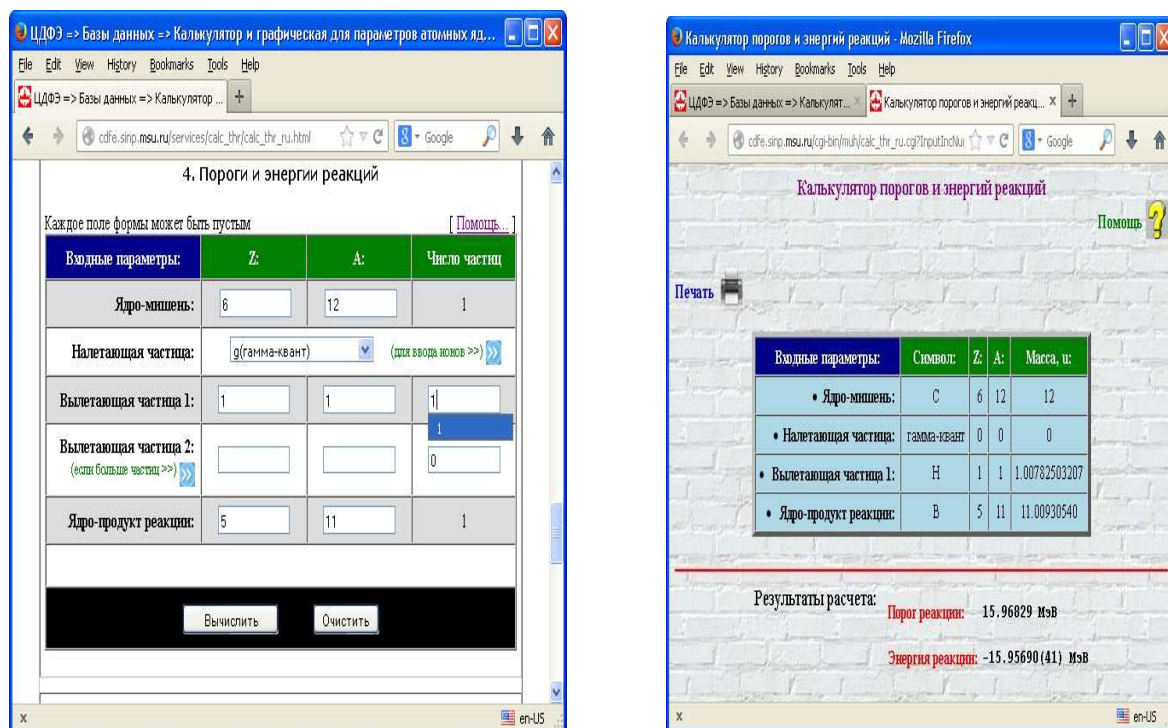 ЦДФЭ => Базы данных => Калькулятор и графическая для параметров атомных яд...
File Edit View History Bookmarks Tools Help
ЦДФЭ => Базы данных => Калькулятор ...
cdfe.sinp.msu.ru/services/calc_thr/calc_thr_ru.html
Google
4. Пороги и энергии реакций
Каждое поле формы может быть пустым [ Помощь... ]
Входные параметры: Z: A: Число частиц
Ядро-мишень: 6 12 1
Налетающая частица: g(гамма-квант) (для ввода ионов >>)
Вылетающая частица 1: 1 1 1
1
Вылетающая частица 2: 0
(если больше частиц >>)
Ядро-продукт реакции: 5 11 1
Вычислить Очистить
x en-US
Калькулятор порогов и энергий реакций - Mozilla Firefox
File Edit View History Bookmarks Tools Help
ЦДФЭ => Базы данных => Калькулят... x Калькулятор порогов и энергий реакц... x
cdfe.sinp.msu.ru/cgi-bin/muh/calc_thr_ru.cgi?InputIncNu
Google
Калькулятор порогов и энергий реакций
Помощь
Печать
Входные параметры: Символ: Z: A: Масса, u:
• Ядро-мишень: C 6 12 12
• Налетающая частица: гамма-квант 0 0 0
• Вылетающая частица 1: H 1 1 1.00782503207
• Ядро-продукт реакции: B 5 11 11.00930540
Результаты расчета:
Порог реакции: 15.96829 МэВ
Энергия реакции: -15.95690(41) МэВ
x en-US